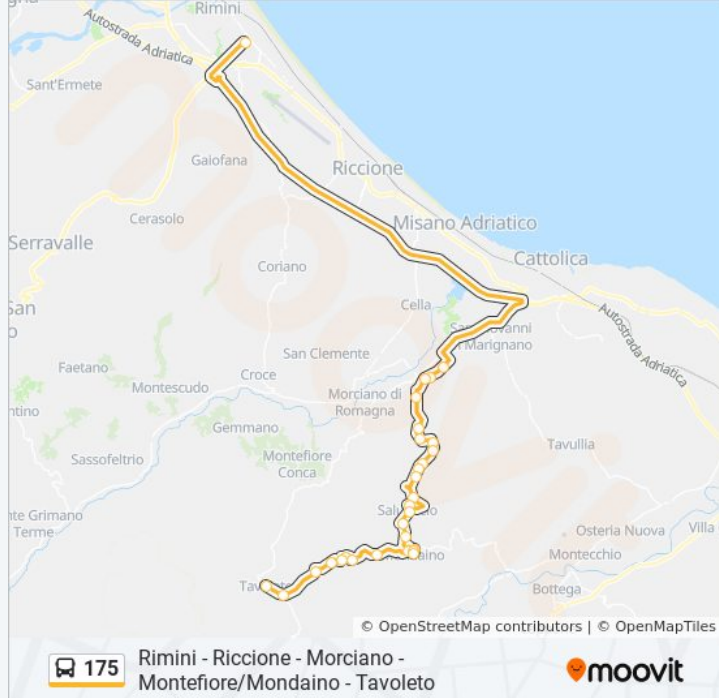 Rimini
Autostrada Adriatica
Sant'Ermete
Gaiofana
Riccione
Cerasolo
Misano Adriatico
Serravalle
Coriano
Cattolica
San
Cella
Autostrada Adriatica
San Clemente
Marignano
Faetano
Croce
Montescudo
Morciano di
Romagna
Gemmano
Tavullia
Sassofeltrio
Montefiore
Conca
Grimano
Terme
Osteria Nuova
Villa
Montecchio
Bottega
© OpenStreetMap contributors | © OpenMapTiles
175
Rimini - Riccione - Morciano -
Montefiore/Mondaino - Tavoleto
moovit